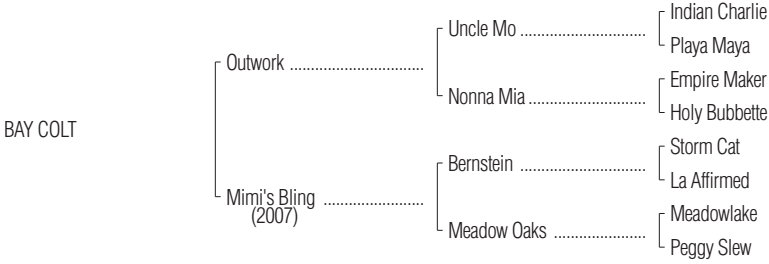 Indian Charlie
Uncle Mo ..............................
Playa Maya
Outwork ................................
Empire Maker
Nonna Mia ............................
Holy Bubbette
BAY COLT
Storm Cat
Bernstein ..............................
La Affirmed
Mimi's Bling ........................
(2007)
Meadowlake
Meadow Oaks ......................
Peggy Slew